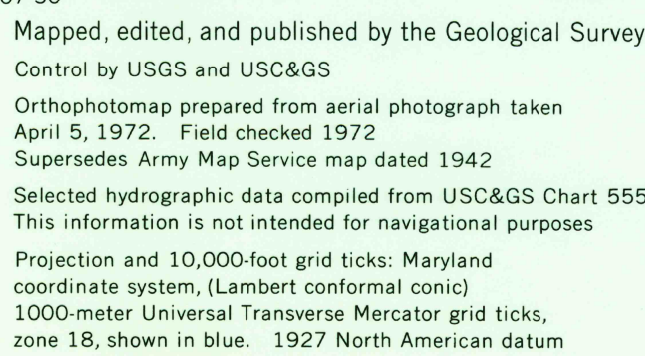 Mapped, edited, and published by the Geological Survey
Control by USGS and USC&GS
Orthophotomap prepared from aerial photograph taken
April 5, 1972. Field checked 1972
Supersedes Army Map Service map dated 1942
Selected hydrographic data compiled from USC&GS Chart 555
This information is not intended for navigational purposes
Projection and 10,000-foot grid ticks: Maryland
coordinate system, (Lambert conformal conic)
1000-meter Universal Transverse Mercator grid ticks,
zone 18, shown in blue. 1927 North American datum